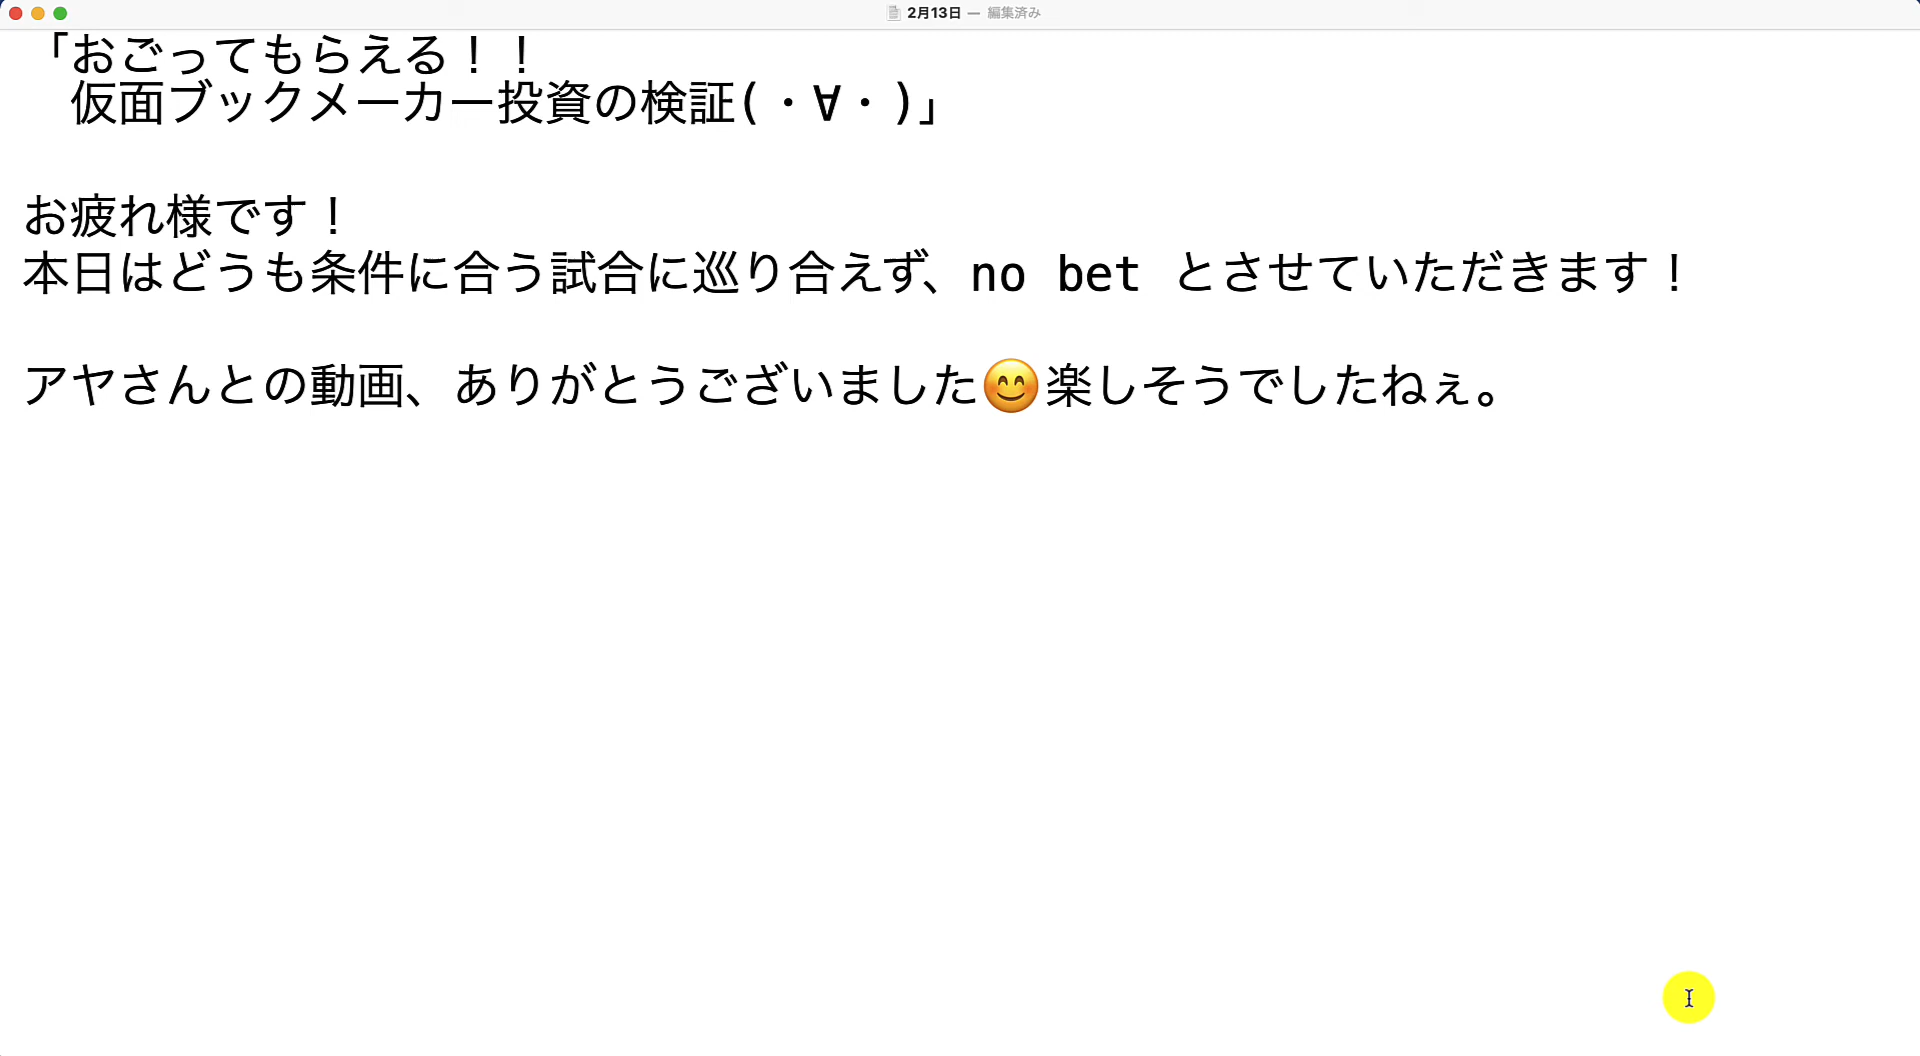 2月13日 — 編集済み
「おごってもらえる！！
仮面ブックメーカー投資の検証(・∀・)」
お疲れ様です！
本日はどうも条件に合う試合に巡り合えず、no bet とさせていただきます！
アヤさんとの動画、ありがとうございました😊楽しそうでしたねぇ。